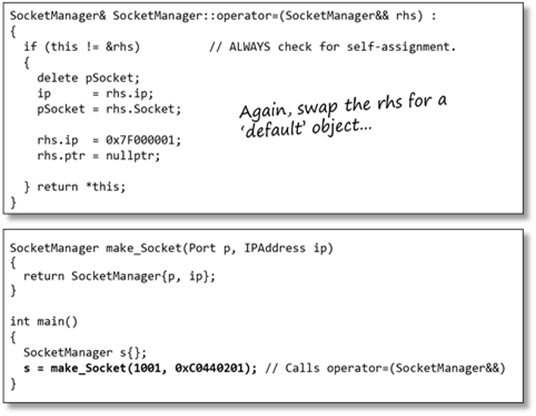 SocketManager& SocketManager::operator=(SocketManager&& rhs) :
{
  if (this != &rhs)          // ALWAYS check for self-assignment.
  {
    delete pSocket;
    ip      = rhs.ip;
    pSocket = rhs.Socket;
Again, swap the rhs for a
'default' object...
    rhs.ip  = 0x7F000001;
    rhs.ptr = nullptr;
  } return *this;
}
SocketManager make_Socket(Port p, IPAddress ip)
{
  return SocketManager{p, ip};
}
int main()
{
  SocketManager s{};
  s = make_Socket(1001, 0xC0440201); // Calls operator=(SocketManager&&)
}